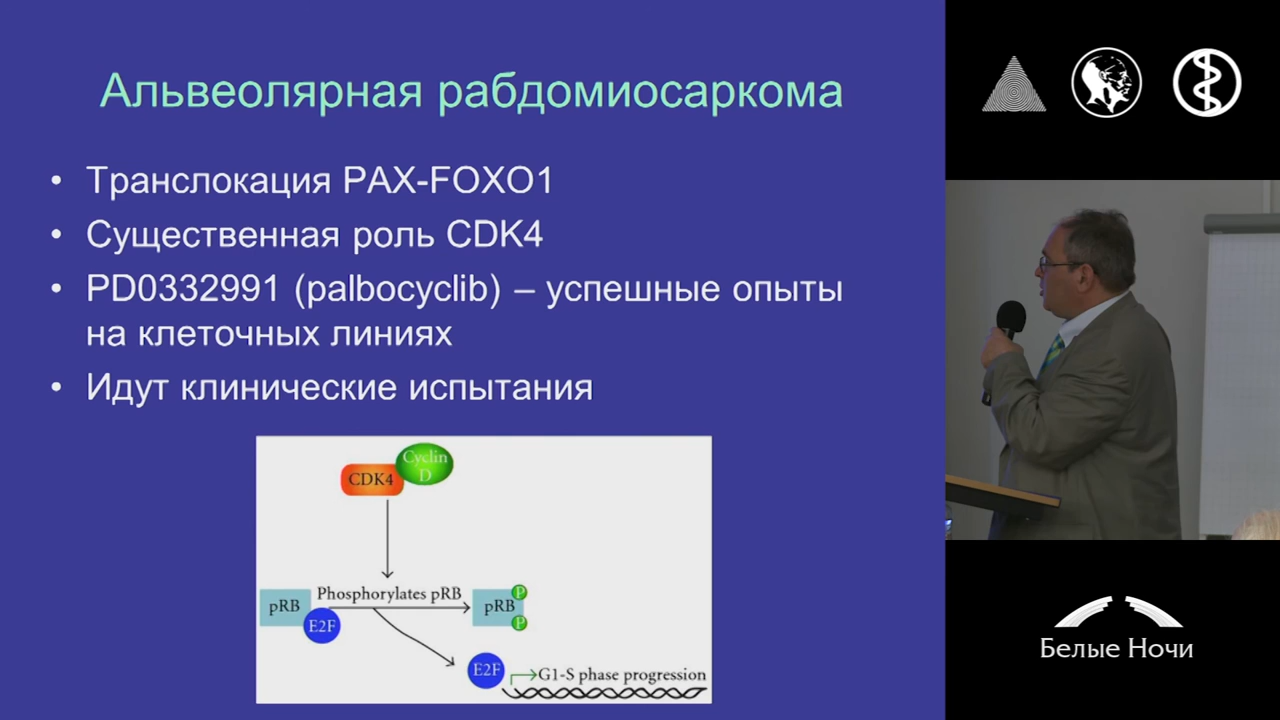 Альвеолярная рабдомиосаркома
• Транслокация PAX-FOXO1
• Существенная роль CDK4
• PD0332991 (palbocyclib) – успешные опыты
на клеточных линиях
• Идут клинические испытания
Cyclin
D
CDK4
Phosphorylates pRB
pRB
E2F
pRB
P
P
E2F
G1-S phase progression
Белые Ночи